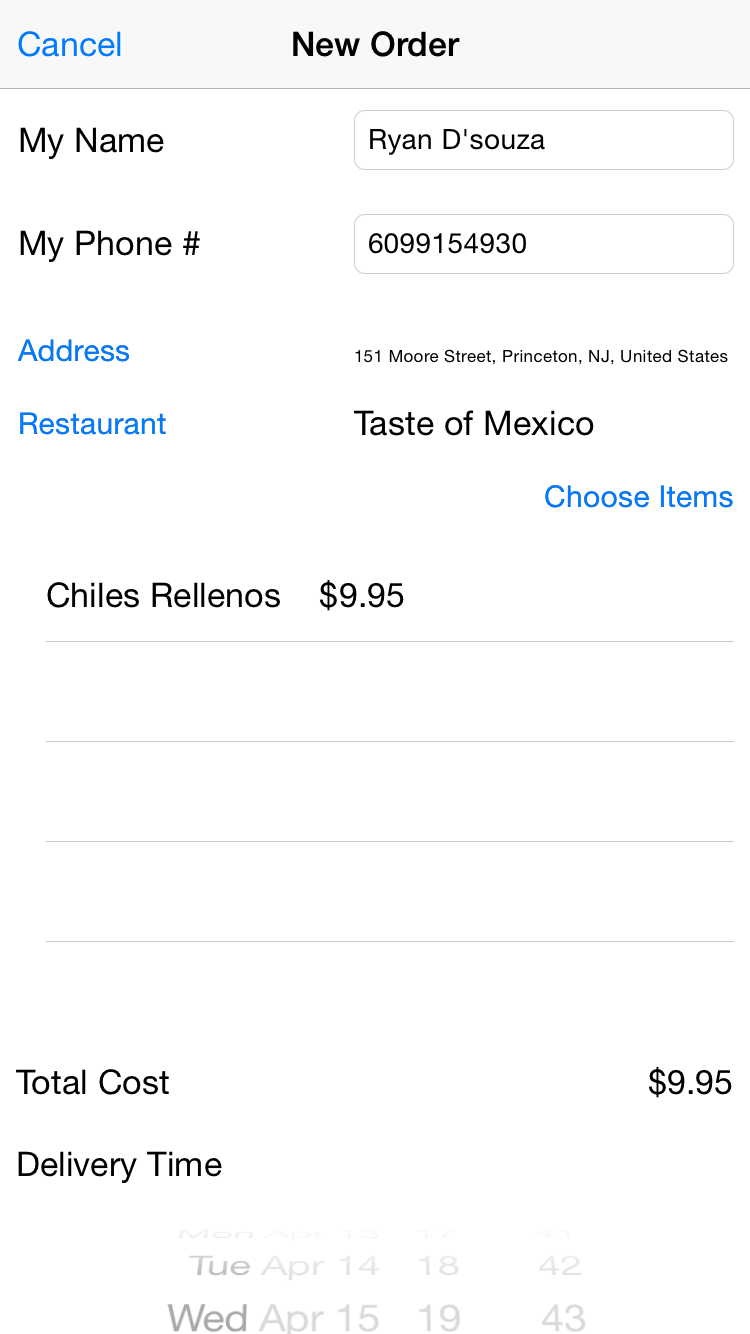 Cancel New Order
My Name Ryan D'souza
My Phone # 6099154930
Address 151 Moore Street, Princeton, NJ, United States
Restaurant Taste of Mexico
Choose Items
Chiles Rellenos $9.95
Total Cost $9.95
Delivery Time
Mon Apr 13 17 41
Tue Apr 14 18 42
Wed Apr 15 19 43